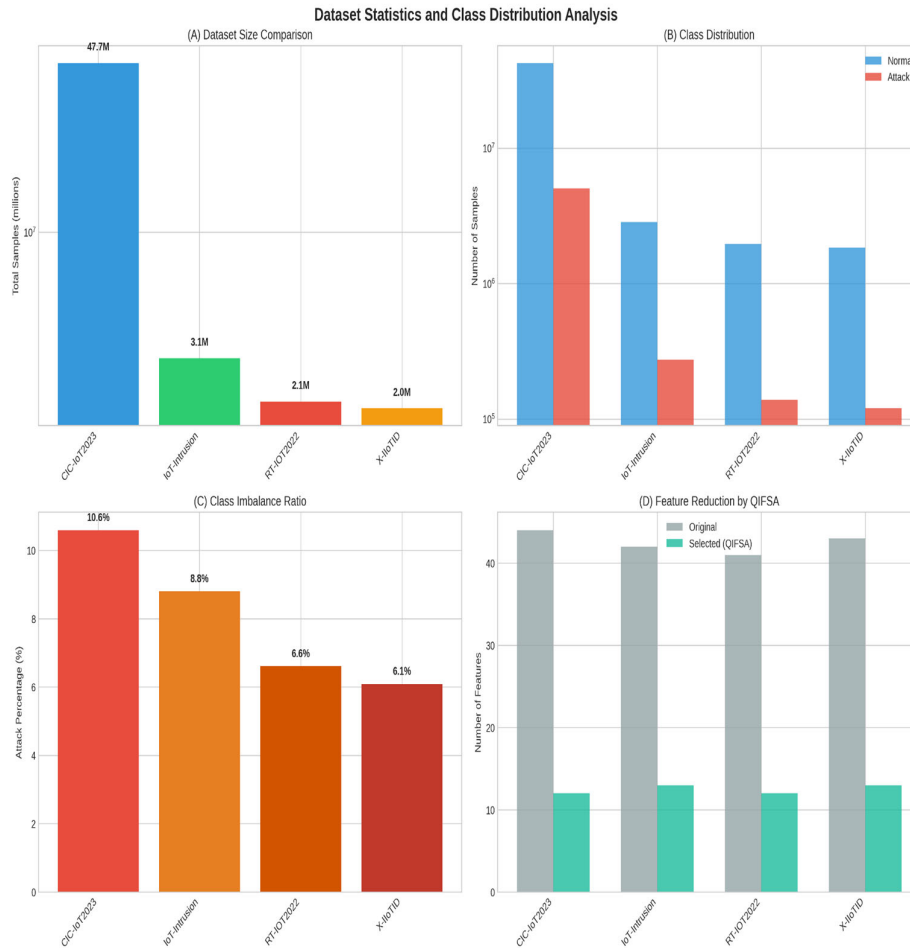 Dataset Statistics and Class Distribution Analysis
(A) Dataset Size Comparison
47.7M
3.1M
2.1M
2.0M
10⁷
Total Samples (millions)
CIC-IoT2023
IoT-Intrusion
RT-IOT2022
X-IIoTID
(B) Class Distribution
Norma
Attack
10⁷
10⁶
10⁵
Number of Samples
CIC-IoT2023
IoT-Intrusion
RT-IOT2022
X-IIoTID
(C) Class Imbalance Ratio
10.6%
8.8%
6.6%
6.1%
10
8
6
4
2
0
Attack Percentage (%)
CIC-IoT2023
IoT-Intrusion
RT-IOT2022
X-IIoTID
(D) Feature Reduction by QIFSA
Original
Selected (QIFSA)
40
30
20
10
0
Number of Features
CIC-IoT2023
IoT-Intrusion
RT-IOT2022
X-IIoTID